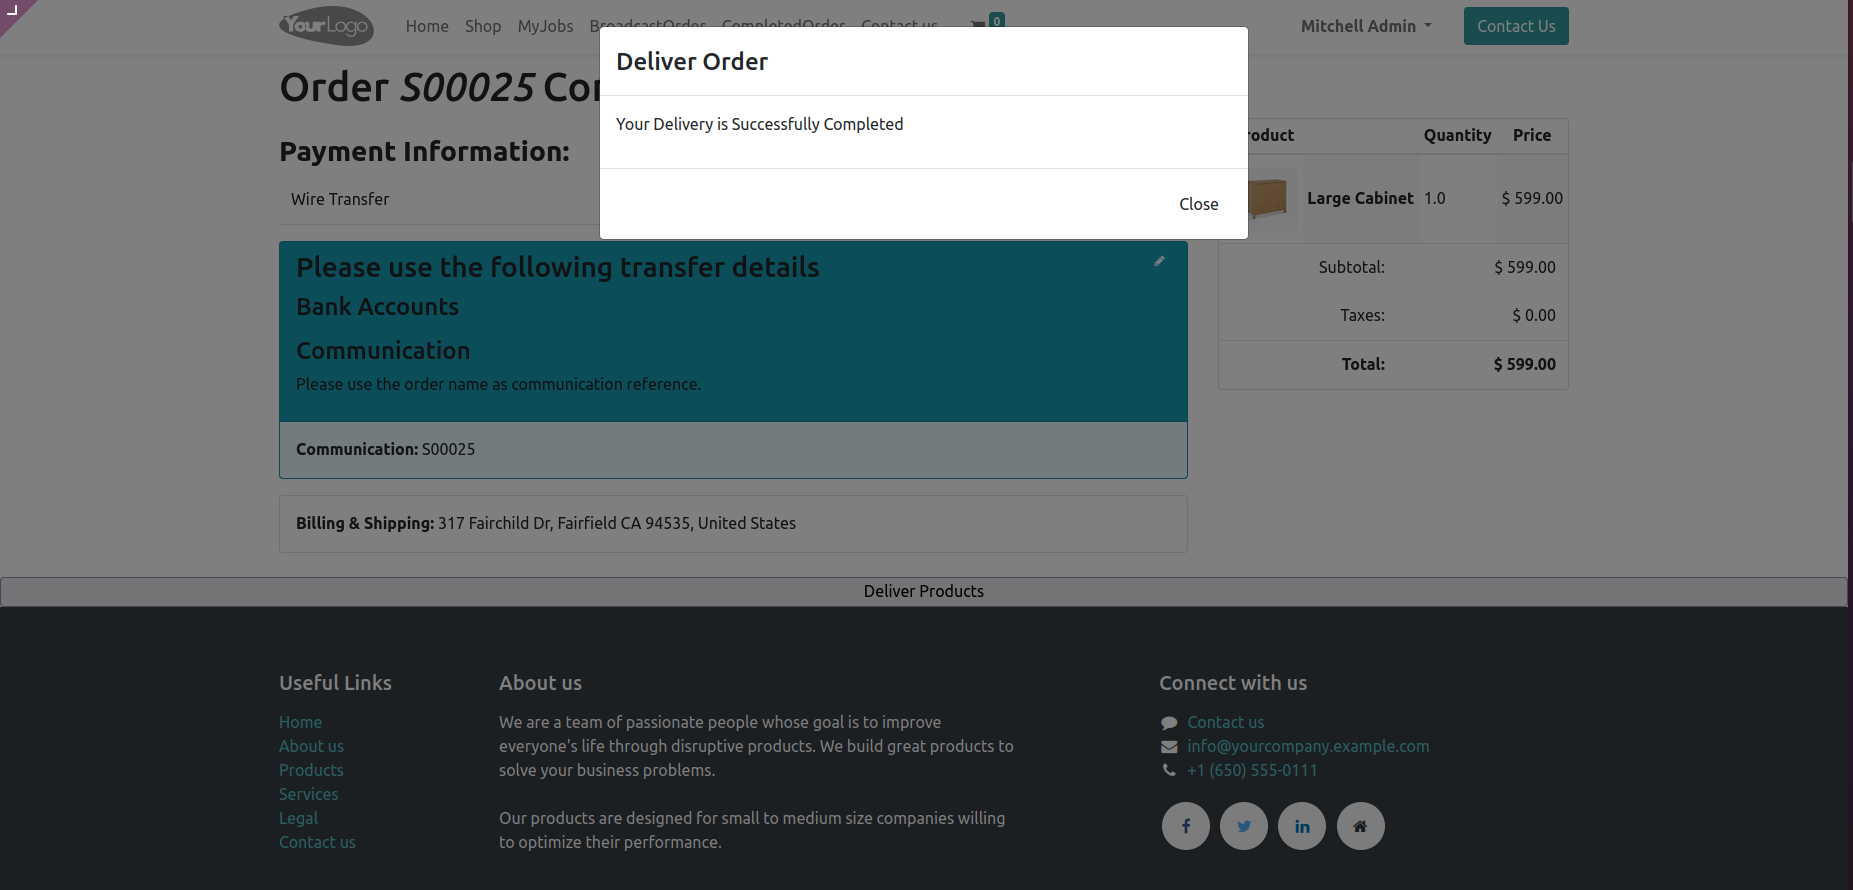 YourLogo
Home Shop MyJobs BroadcastOrder CompletedOrder Contact us 0 Mitchell Admin Contact Us
Deliver Order
Your Delivery is Successfully Completed
Close
Order S00025
Payment Information:
Wire Transfer
Please use the following transfer details
Bank Accounts
Communication
Please use the order name as communication reference.
Communication: S00025
Billing & Shipping: 317 Fairchild Dr, Fairfield CA 94535, United States
Quantity Price
Large Cabinet 1.0 $ 599.00
Subtotal: $ 599.00
Taxes: $ 0.00
Total: $ 599.00
Deliver Products
Useful Links
Home
About us
Products
Services
Legal
Contact us
About us
We are a team of passionate people whose goal is to improve
everyone's life through disruptive products. We build great products to
solve your business problems.
Our products are designed for small to medium size companies willing
to optimize their performance.
Connect with us
Contact us
info@yourcompany.example.com
+1 (650) 555-0111